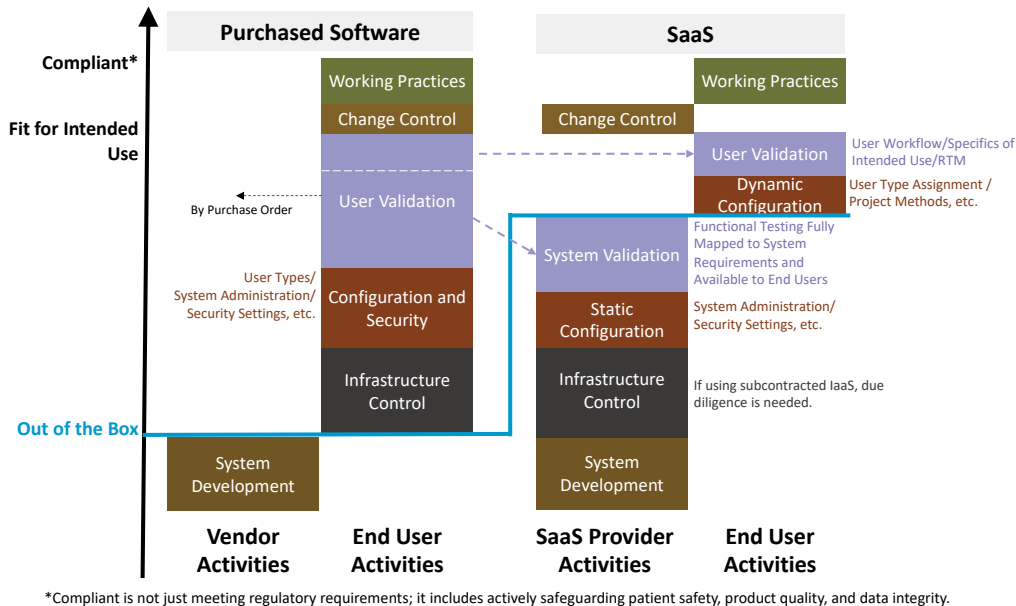 Purchased Software
SaaS
Compliant*
Working Practices
Working Practices
Change Control
Change Control
Fit for Intended
Use
User Validation
User Workflow/Specifics of
Intended Use/RTM
By Purchase Order
User Validation
Dynamic
Configuration
User Type Assignment /
Project Methods, etc.
System Validation
Functional Testing Fully
Mapped to System
Requirements and
Available to End Users
User Types/
System Administration/
Security Settings, etc.
Configuration and
Security
Static
Configuration
System Administration/
Security Settings, etc.
Infrastructure
Control
Infrastructure
Control
If using subcontracted IaaS, due
diligence is needed.
Out of the Box
System
Development
System
Development
Vendor
Activities
End User
Activities
SaaS Provider
Activities
End User
Activities
*Compliant is not just meeting regulatory requirements; it includes actively safeguarding patient safety, product quality, and data integrity.